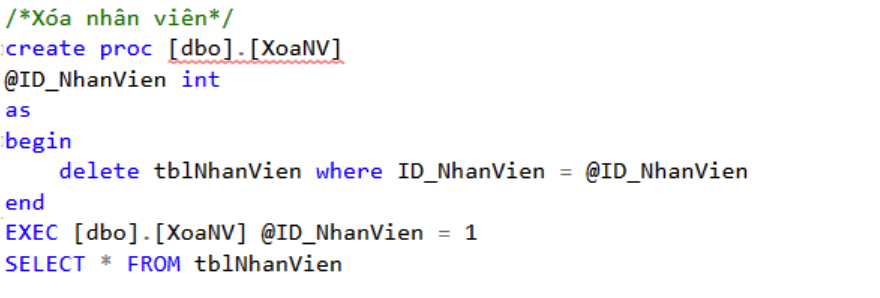 /*Xóa nhân viên*/
create proc [dbo].[XoaNV]
@ID_NhanVien int
as
begin
    delete tblNhanVien where ID_NhanVien = @ID_NhanVien
end
EXEC [dbo].[XoaNV] @ID_NhanVien = 1
SELECT * FROM tblNhanVien